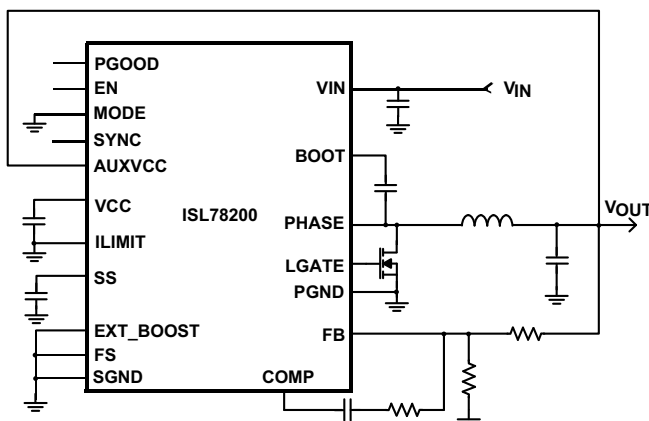 PGOOD
EN
MODE
SYNC
AUXVCC
VCC
ILIMIT
SS
EXT_BOOST
FS
SGND
ISL78200
VIN
BOOT
PHASE
LGATE
PGND
FB
COMP
VIN
VOUT